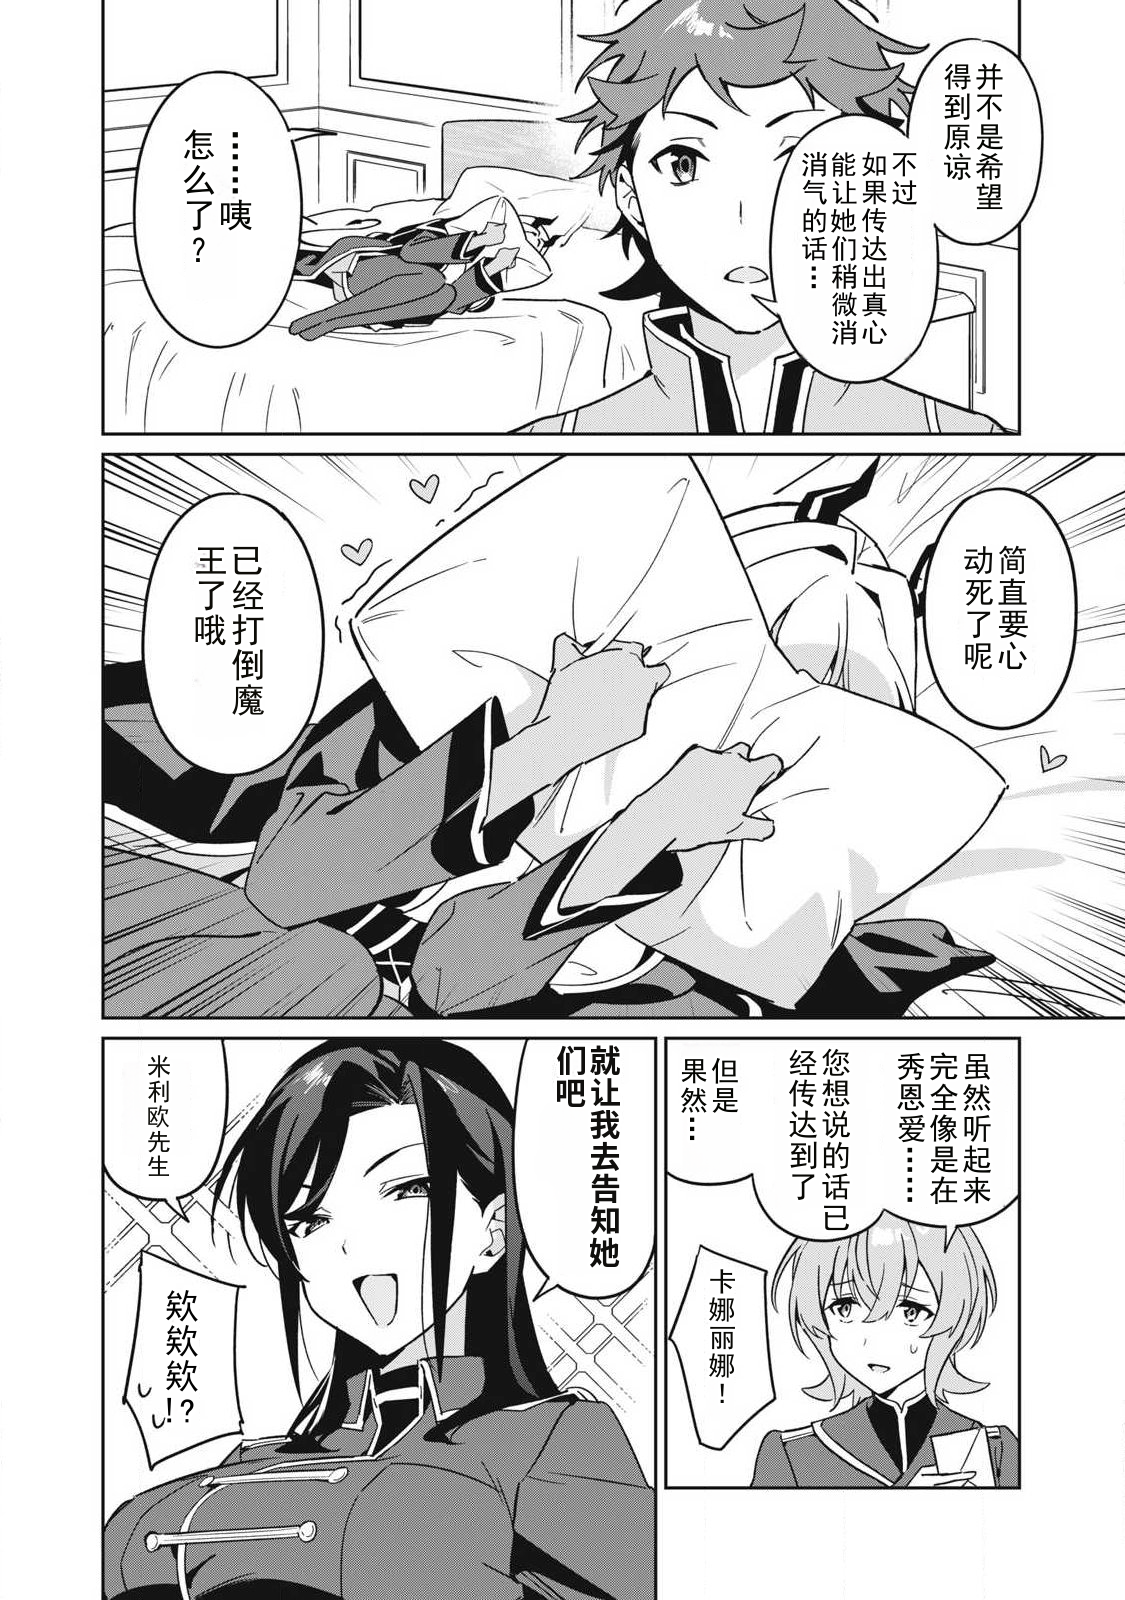 并不是希望
得到原谅
不过
如果传达出真心
能让她们稍微消
消气的话…
……咦
怎么了？
简直要心
动死了呢
已经打倒魔
王了哦
虽然听起来
完全像是在
秀恩爱……
您想说的话已
经传达到了
但是
果然…
卡娜丽娜！
就让我去告知她
们吧
米利欧先生
欸欸欸!?